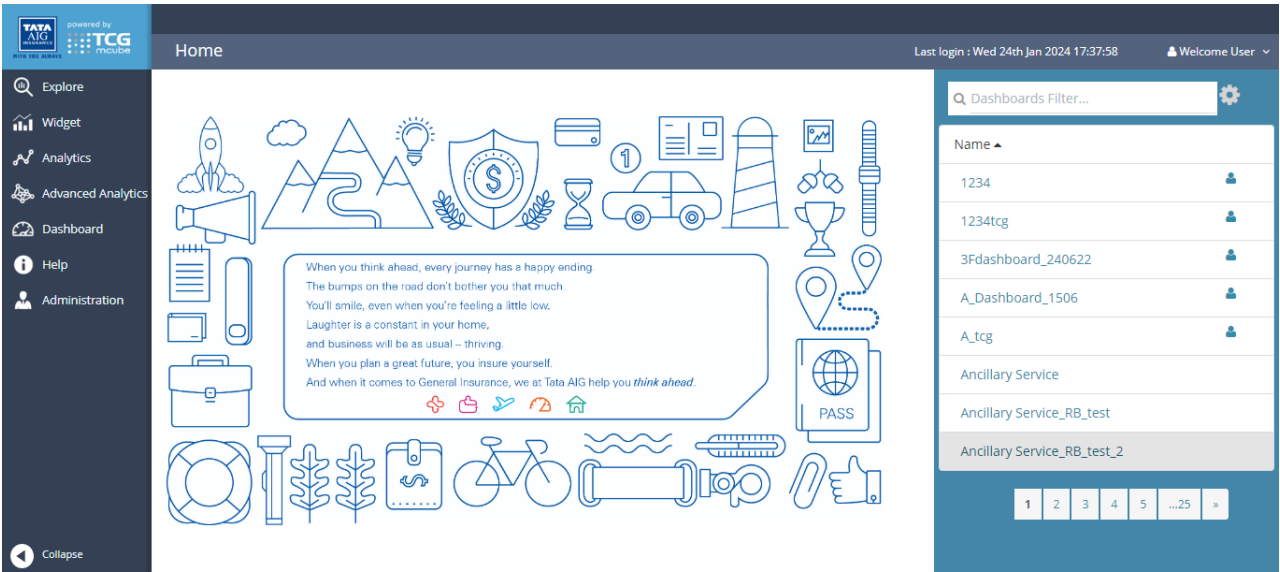 TATA
AIG
INSURANCE
WITH YOU ALWAYS
powered by
TCG
mcube
Home
Last login : Wed 24th Jan 2024 17:37:58
Welcome User
Explore
Widget
Analytics
Advanced Analytics
Dashboard
Help
Administration
Collapse
$
1
When you think ahead, every journey has a happy ending.
The bumps on the road don't bother you that much.
You'll smile, even when you're feeling a little low.
Laughter is a constant in your home,
and business will be as usual – thriving.
When you plan a great future, you insure yourself.
And when it comes to General Insurance, we at Tata AIG help you think ahead.
PASS
$
Dashboards Filter...
Name
1234
1234tcg
3Fdashboard_240622
A_Dashboard_1506
A_tcg
Ancillary Service
Ancillary Service_RB_test
Ancillary Service_RB_test_2
1 2 3 4 5 ...25 »